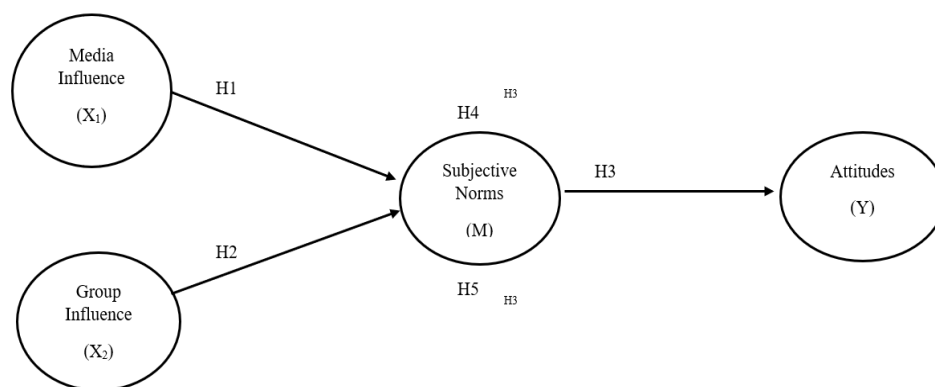 Media
Influence
(X₁)
H1
H3
H4
Subjective
Norms
(M)
H3
Attitudes
(Y)
H2
Group
Influence
(X₂)
H5
H3